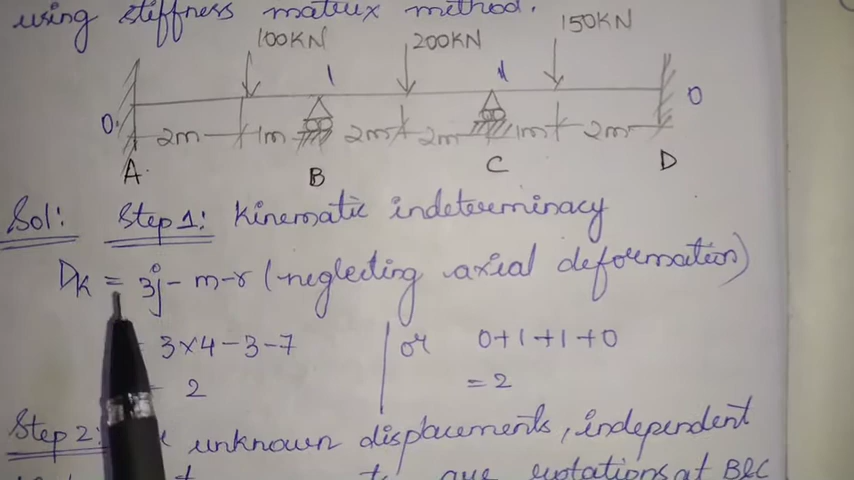 using stiffness matrix method.
100KN 200KN 150KN
1 1
0. 0
2m 1m 2m 2m 1m 2m
A. B C D
Sol: Step 1: Kinematic indeterminacy
Dk = 3j - m-r (neglecting axial deformation)
3x4-3-7 or 0+1+1+0
2 = 2
Step 2: unknown displacements, independent
are rotations at B&C